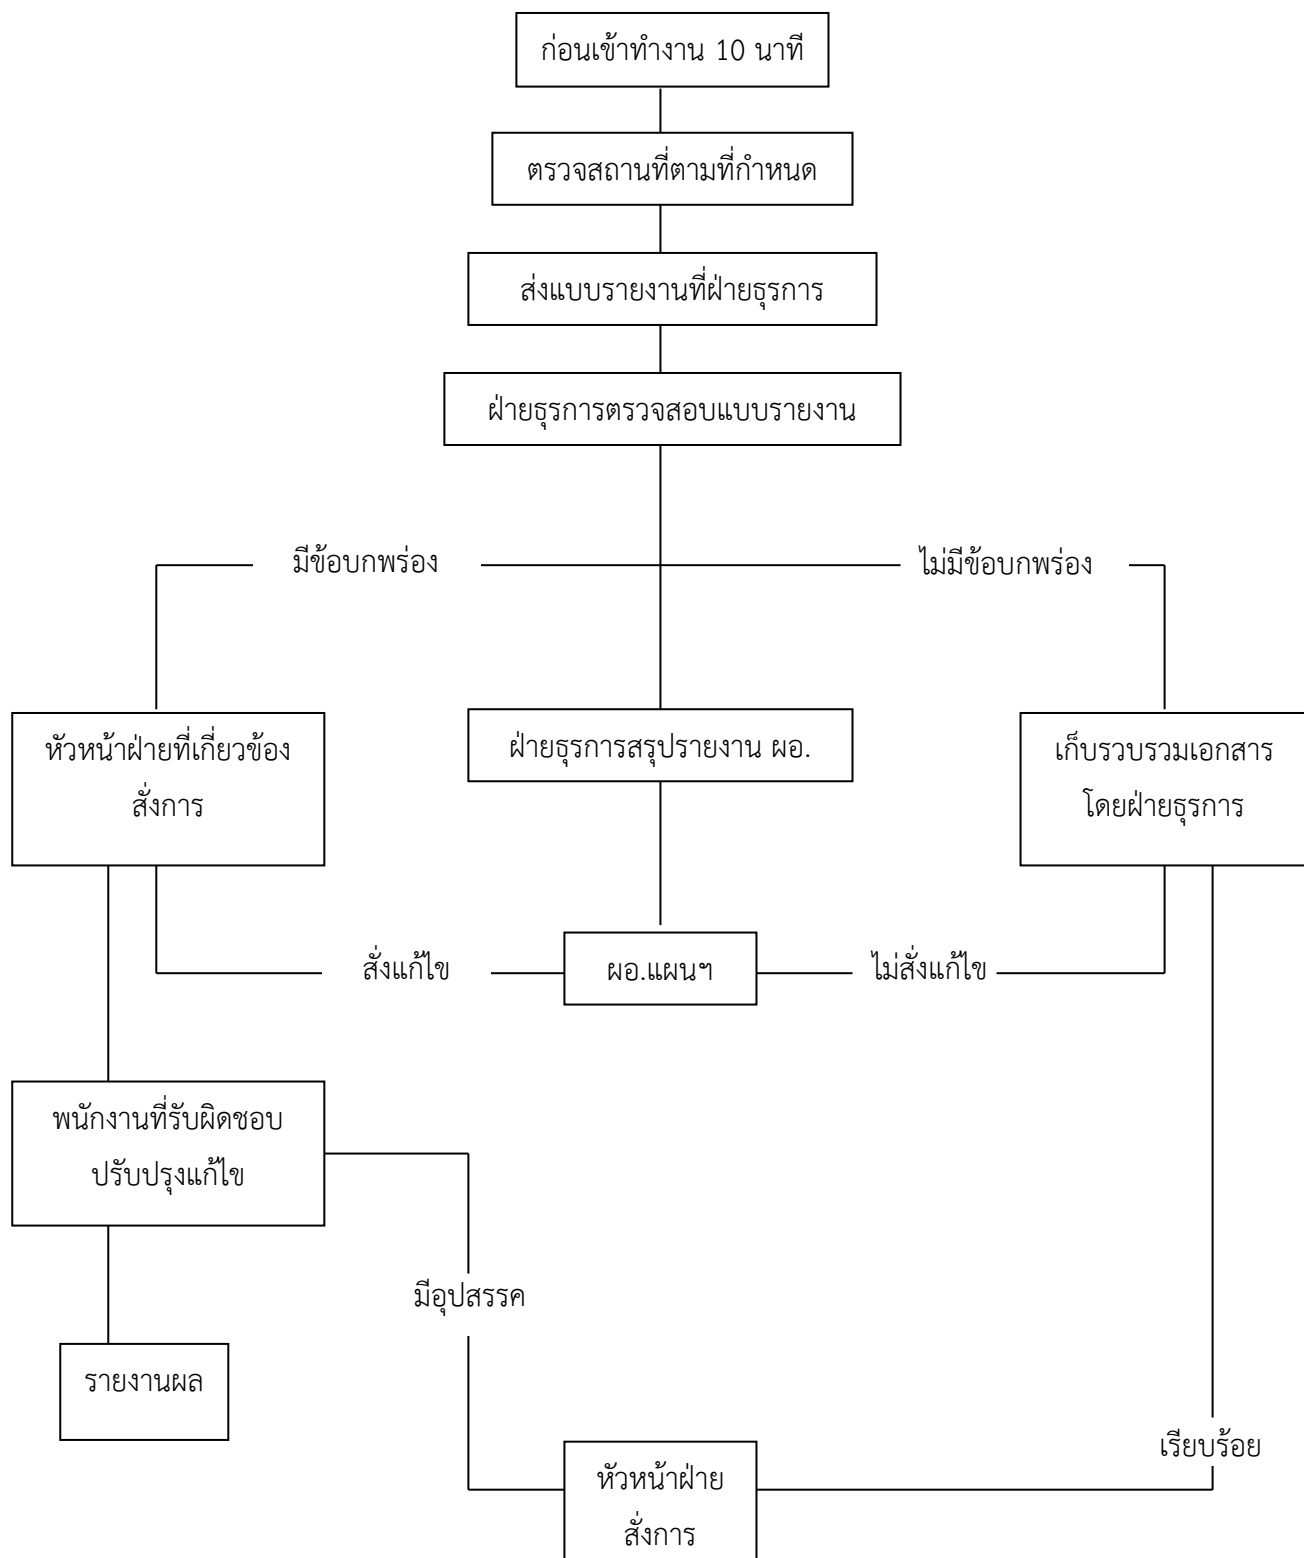 ก่อนเข้าทำงาน 10 นาที
ตรวจสถานที่ตามที่กำหนด
ส่งแบบรายงานที่ฝ่ายธุรการ
ฝ่ายธุรการตรวจสอบแบบรายงาน
มีข้อบกพร่อง
ไม่มีข้อบกพร่อง
หัวหน้าฝ่ายที่เกี่ยวข้อง
สั่งการ
ฝ่ายธุรการสรุปรายงาน ผอ.
เก็บรวบรวมเอกสาร
โดยฝ่ายธุรการ
สั่งแก้ไข
ผอ.แผนฯ
ไม่สั่งแก้ไข
พนักงานที่รับผิดชอบ
ปรับปรุงแก้ไข
มีอุปสรรค
รายงานผล
เรียบร้อย
หัวหน้าฝ่าย
สั่งการ